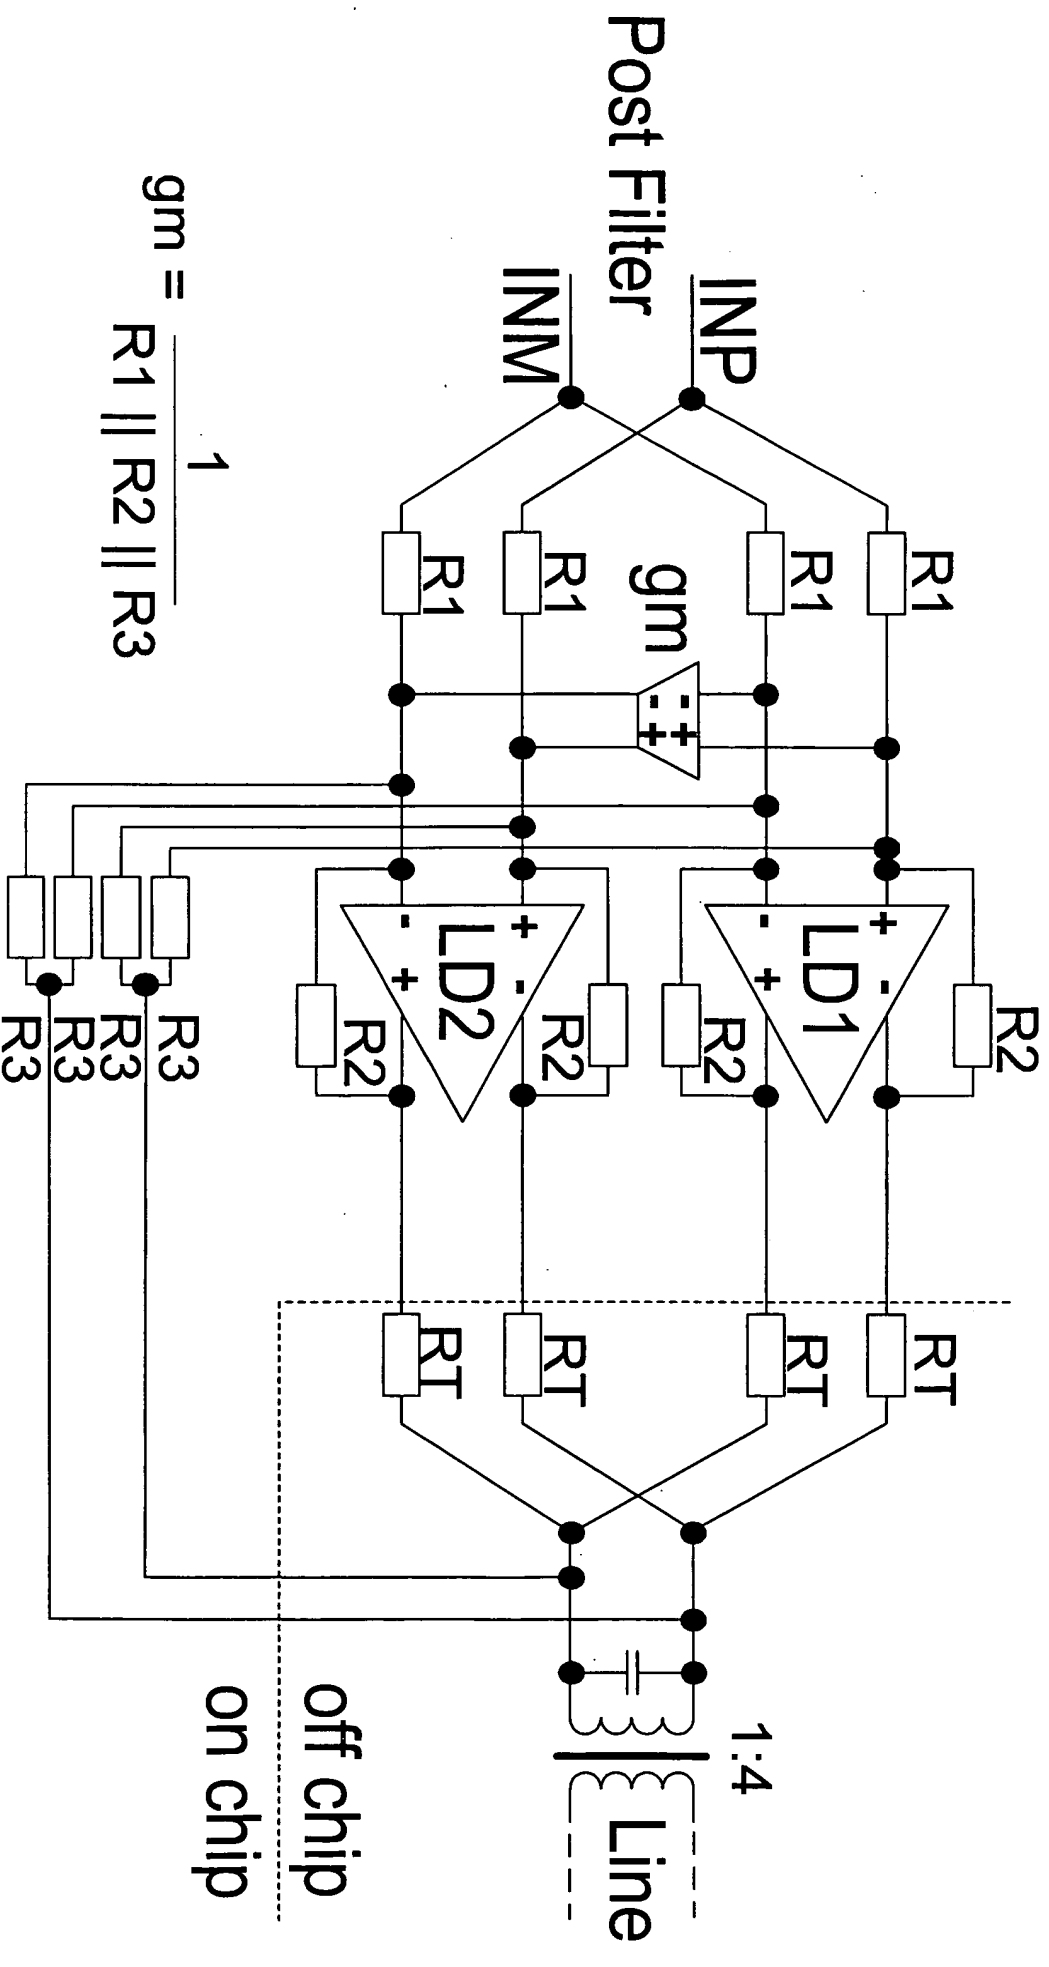 Post Filter
INP
INM
R1
R1
R1
R1
gm
- +
- +
+ -
LD1
- +
+ -
LD2
- +
R2
R2
R2
R2
R3
R3
R3
R3
RT
RT
RT
RT
1:4
Line
off chip
on chip
gm = 1
R1 || R2 || R3